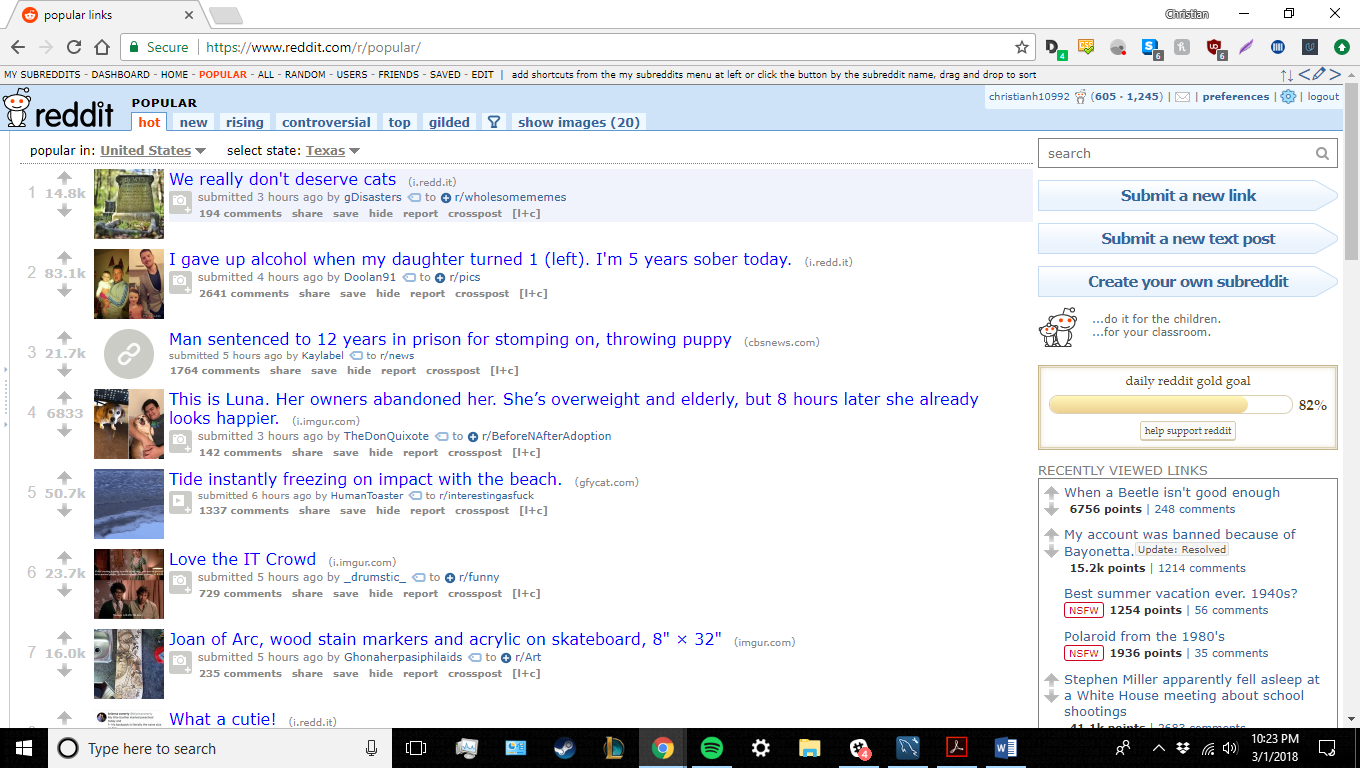 popular links
Christian
Secure https://www.reddit.com/r/popular/
4 6 6
MY SUBREDDITS - DASHBOARD - HOME - POPULAR - ALL - RANDOM - USERS - FRIENDS - SAVED - EDIT | add shortcuts from the my subreddits menu at left or click the button by the subreddit name, drag and drop to sort
reddit POPULAR
christianh10992 (605 · 1,245) | preferences | logout
hot new rising controversial top gilded show images (20)
popular in: United States select state: Texas
1 14.8k
We really don't deserve cats (i.redd.it)
submitted 3 hours ago by gDisasters to r/wholesomememes
194 comments share save hide report crosspost [l+c]
2 83.1k
I gave up alcohol when my daughter turned 1 (left). I'm 5 years sober today. (i.redd.it)
submitted 4 hours ago by Doolan91 to r/pics
2641 comments share save hide report crosspost [l+c]
3 21.7k
Man sentenced to 12 years in prison for stomping on, throwing puppy (cbsnews.com)
submitted 5 hours ago by Kaylabel to r/news
1764 comments share save hide report crosspost [l+c]
4 6833
This is Luna. Her owners abandoned her. She’s overweight and elderly, but 8 hours later she already
looks happier. (i.imgur.com)
submitted 3 hours ago by TheDonQuixote to r/BeforeNAfterAdoption
142 comments share save hide report crosspost [l+c]
5 50.7k
Tide instantly freezing on impact with the beach. (gfycat.com)
submitted 6 hours ago by HumanToaster to r/interestingasfuck
1337 comments share save hide report crosspost [l+c]
6 23.7k
Love the IT Crowd (i.imgur.com)
submitted 5 hours ago by _drumstic_ to r/funny
729 comments share save hide report crosspost [l+c]
7 16.0k
Joan of Arc, wood stain markers and acrylic on skateboard, 8" × 32" (imgur.com)
submitted 5 hours ago by Ghonaherpasiphilaids to r/Art
235 comments share save hide report crosspost [l+c]
What a cutie! (i.redd.it)
search
Submit a new link
Submit a new text post
Create your own subreddit
...do it for the children.
...for your classroom.
daily reddit gold goal
82%
help support reddit
RECENTLY VIEWED LINKS
When a Beetle isn't good enough
6756 points | 248 comments
My account was banned because of
Bayonetta. Update: Resolved
15.2k points | 1214 comments
Best summer vacation ever. 1940s?
NSFW 1254 points | 56 comments
Polaroid from the 1980's
NSFW 1936 points | 35 comments
Stephen Miller apparently fell asleep at
a White House meeting about school
shootings
41.1k points | 2683 comments
Type here to search
4
10:23 PM
3/1/2018